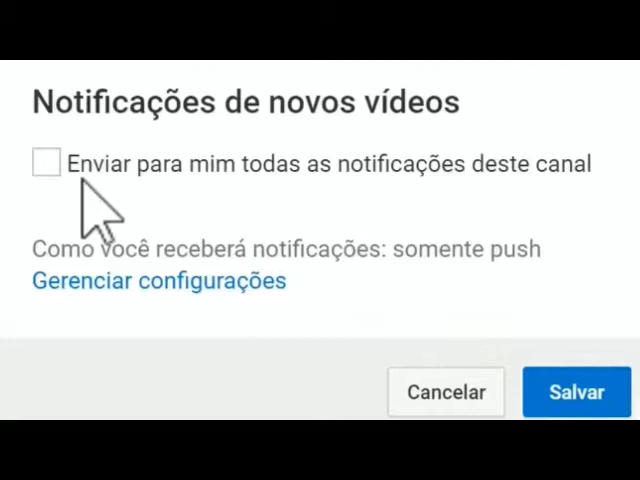 Notificações de novos vídeos
Enviar para mim todas as notificações deste canal
Como você receberá notificações: somente push
Gerenciar configurações
Cancelar
Salvar